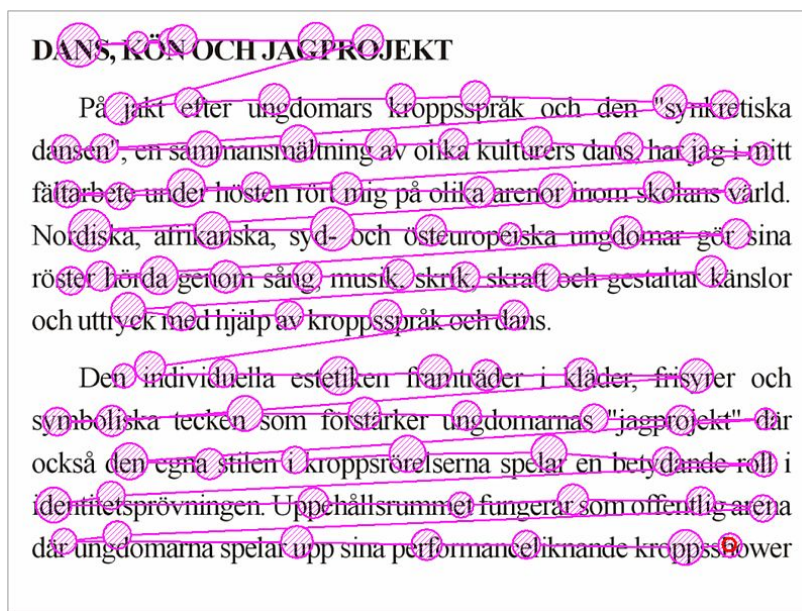 DANS, KÖN OCH JAGPROJEKT
På jakt efter ungdomars kroppsspråk och den "synkretiska
dansen", en sammansmältning av olika kulturers dans, har jag i mitt
fältarbete under hösten rört mig på olika arenor inom skolans värld.
Nordiska, afrikanska, syd- och östeuropeiska ungdomar gör sina
röster hörda genom sång, musik, skrik, skratt och gestaltar känslor
och uttryck med hjälp av kroppsspråk och dans.
Den individuella estetiken framträder i kläder, frisyrer och
symboliska tecken som förstärker ungdomarnas "jagprojekt" där
också den egna stilen i kroppsrörelserna spelar en betydande roll i
identitetsprövningen. Uppehållsrummet fungerar som offentlig arena
där ungdomarna spelar upp sina performanceliknande kroppsshower